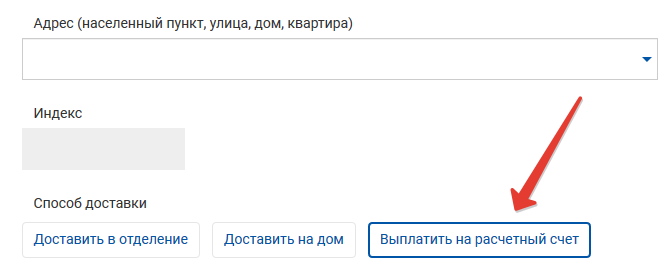 Адрес (населенный пункт, улица, дом, квартира)
Индекс
Способ доставки
Доставить в отделение
Доставить на дом
Выплатить на расчетный счет